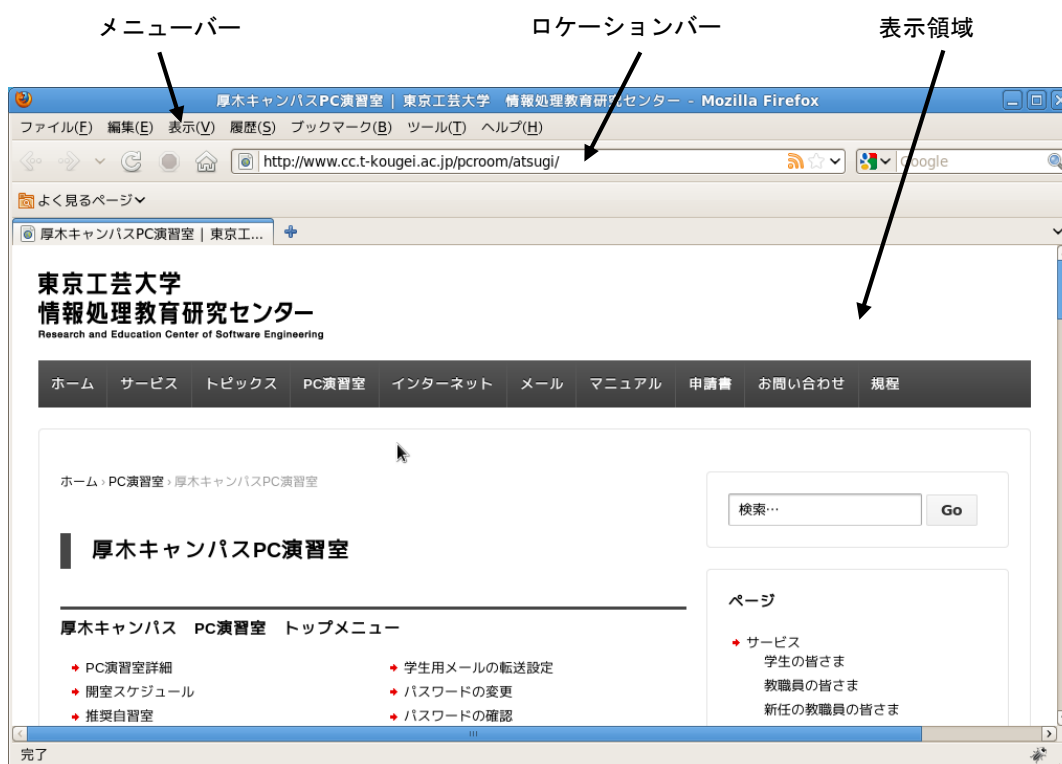 メニューバー ロケーションバー 表示領域
厚木キャンパスPC演習室 | 東京工芸大学 情報処理教育研究センター - Mozilla Firefox
ファイル(F) 編集(E) 表示(V) 履歴(S) ブックマーク(B) ツール(T) ヘルプ(H)
http://www.cc.t-kougei.ac.jp/pcroom/atsugi/ Google
よく見るページ
厚木キャンパスPC演習室 | 東京工...
東京工芸大学
情報処理教育研究センター
Research and Education Center of Software Engineering
ホーム サービス トピックス PC演習室 インターネット メール マニュアル 申請書 お問い合わせ 規程
ホーム › PC演習室 › 厚木キャンパスPC演習室
検索… Go
厚木キャンパスPC演習室
ページ
厚木キャンパス PC演習室 トップメニュー
サービス
PC演習室詳細 学生用メールの転送設定
学生の皆さま
開室スケジュール パスワードの変更
教職員の皆さま
推奨自習室 パスワードの確認
新任の教職員の皆さま
完了